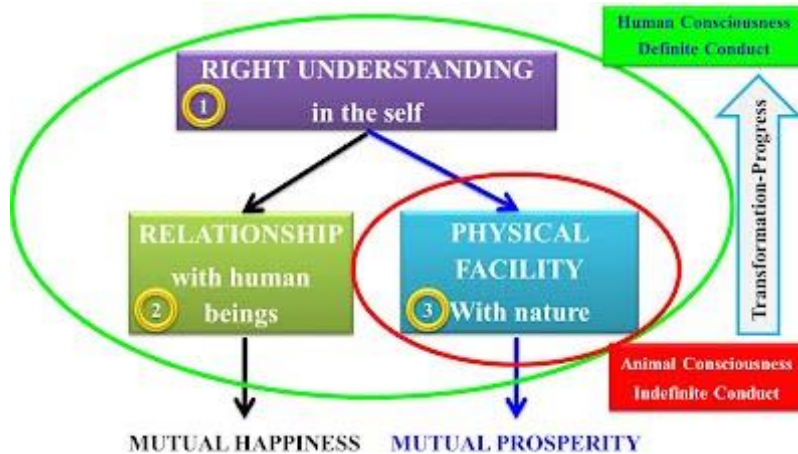 Human Consciousness
Definite Conduct
RIGHT UNDERSTANDING
1
in the self
RELATIONSHIP
with human
2
beings
PHYSICAL
FACILITY
3
With nature
Transformation-Progress
Animal Consciousness
Indefinite Conduct
MUTUAL HAPPINESS
MUTUAL PROSPERITY